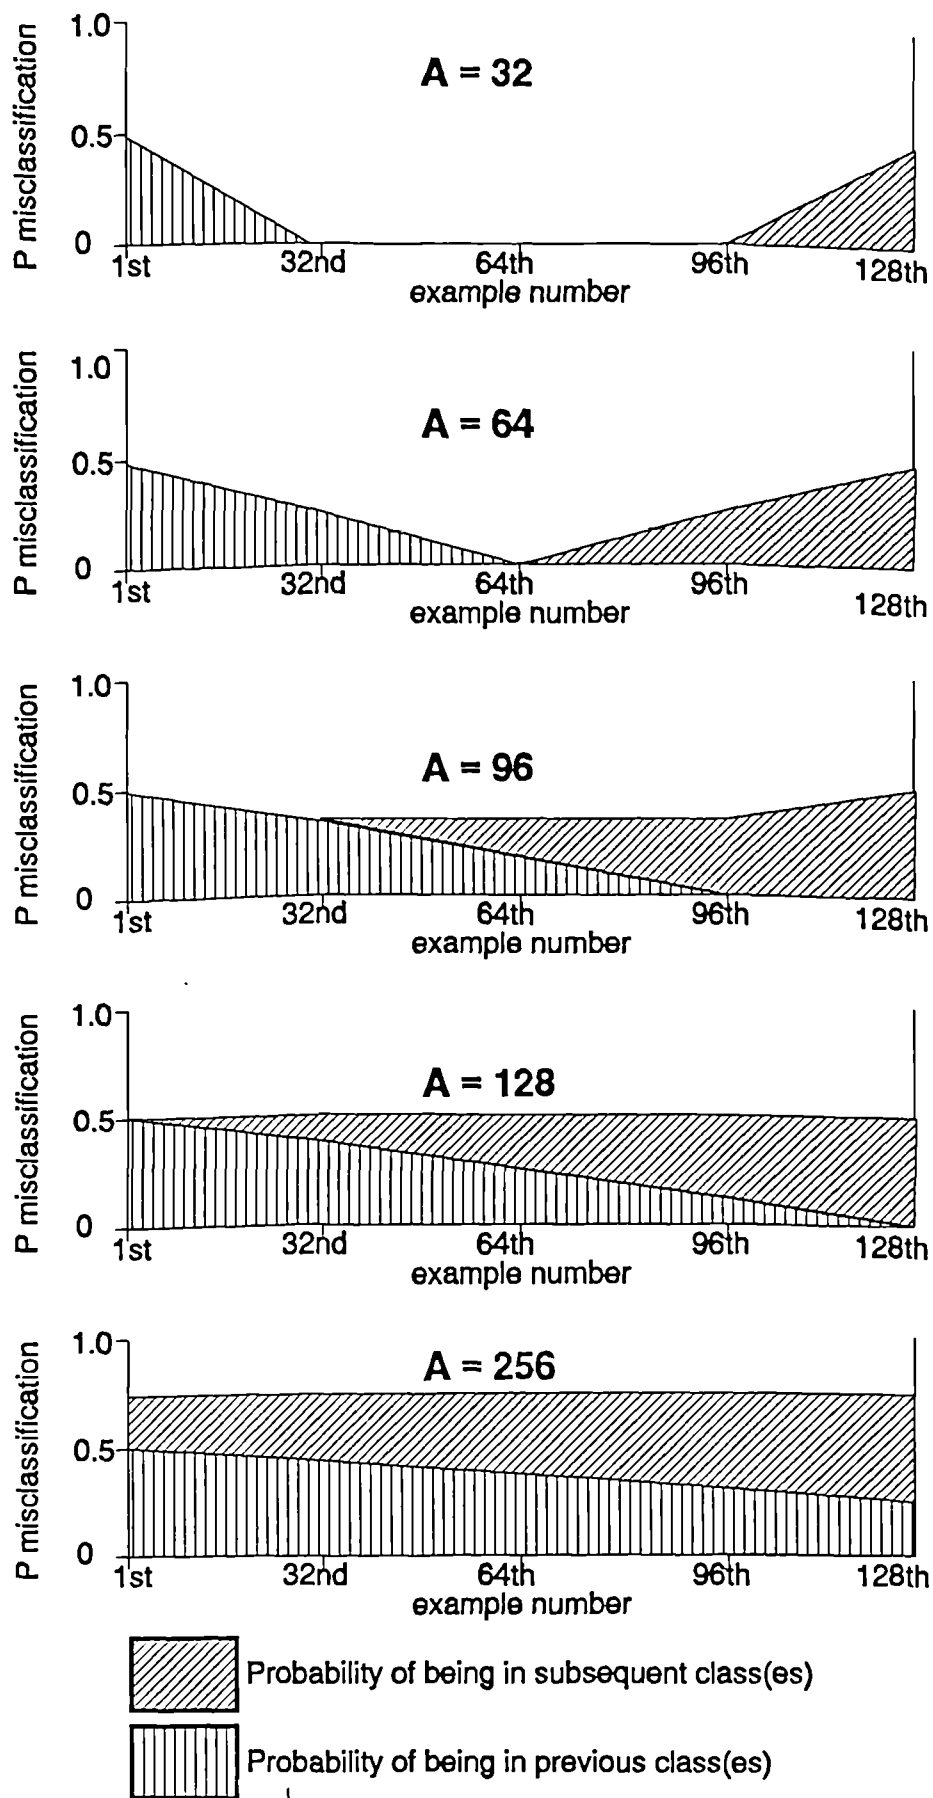 1.0
A = 32
P misclassification
0.5
0
1st 32nd 64th 96th 128th
example number
1.0
A = 64
P misclassification
0.5
0
1st 32nd 64th 96th 128th
example number
1.0
A = 96
P misclassification
0.5
0
1st 32nd 64th 96th 128th
example number
1.0
A = 128
P misclassification
0.5
0
1st 32nd 64th 96th 128th
example number
1.0
A = 256
P misclassification
0.5
0
1st 32nd 64th 96th 128th
example number
Probability of being in subsequent class(es)
Probability of being in previous class(es)